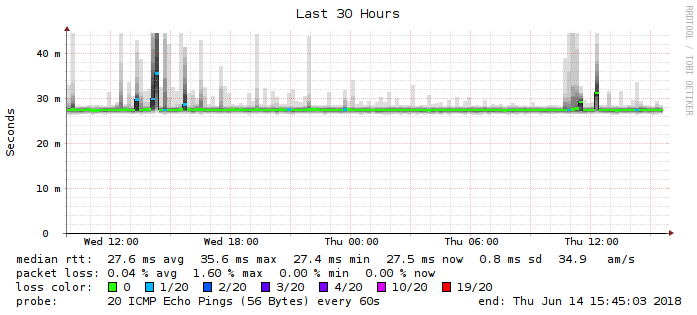 Last 30 Hours
RRDTOOL / TOBI OETIKER
Seconds
40 m
30 m
20 m
10 m
0
Wed 12:00 Wed 18:00 Thu 00:00 Thu 06:00 Thu 12:00
median rtt: 27.6 ms avg 35.6 ms max 27.4 ms min 27.5 ms now 0.8 ms sd 34.9 am/s
packet loss: 0.04 % avg 1.60 % max 0.00 % min 0.00 % now
loss color: 0 1/20 2/20 3/20 4/20 10/20 19/20
probe: 20 ICMP Echo Pings (56 Bytes) every 60s end: Thu Jun 14 15:45:03 2018